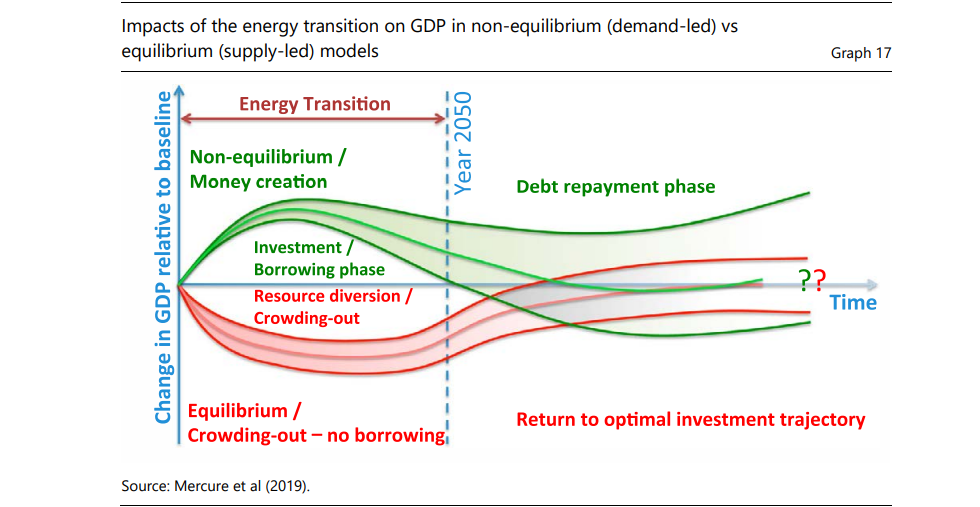 Impacts of the energy transition on GDP in non-equilibrium (demand-led) vs
equilibrium (supply-led) models
Graph 17
Change in GDP relative to baseline
Energy Transition
Year 2050
Non-equilibrium /
Money creation
Debt repayment phase
Investment /
Borrowing phase
Resource diversion /
Crowding-out
??
Time
Equilibrium /
Crowding-out – no borrowing
Return to optimal investment trajectory
Source: Mercure et al (2019).